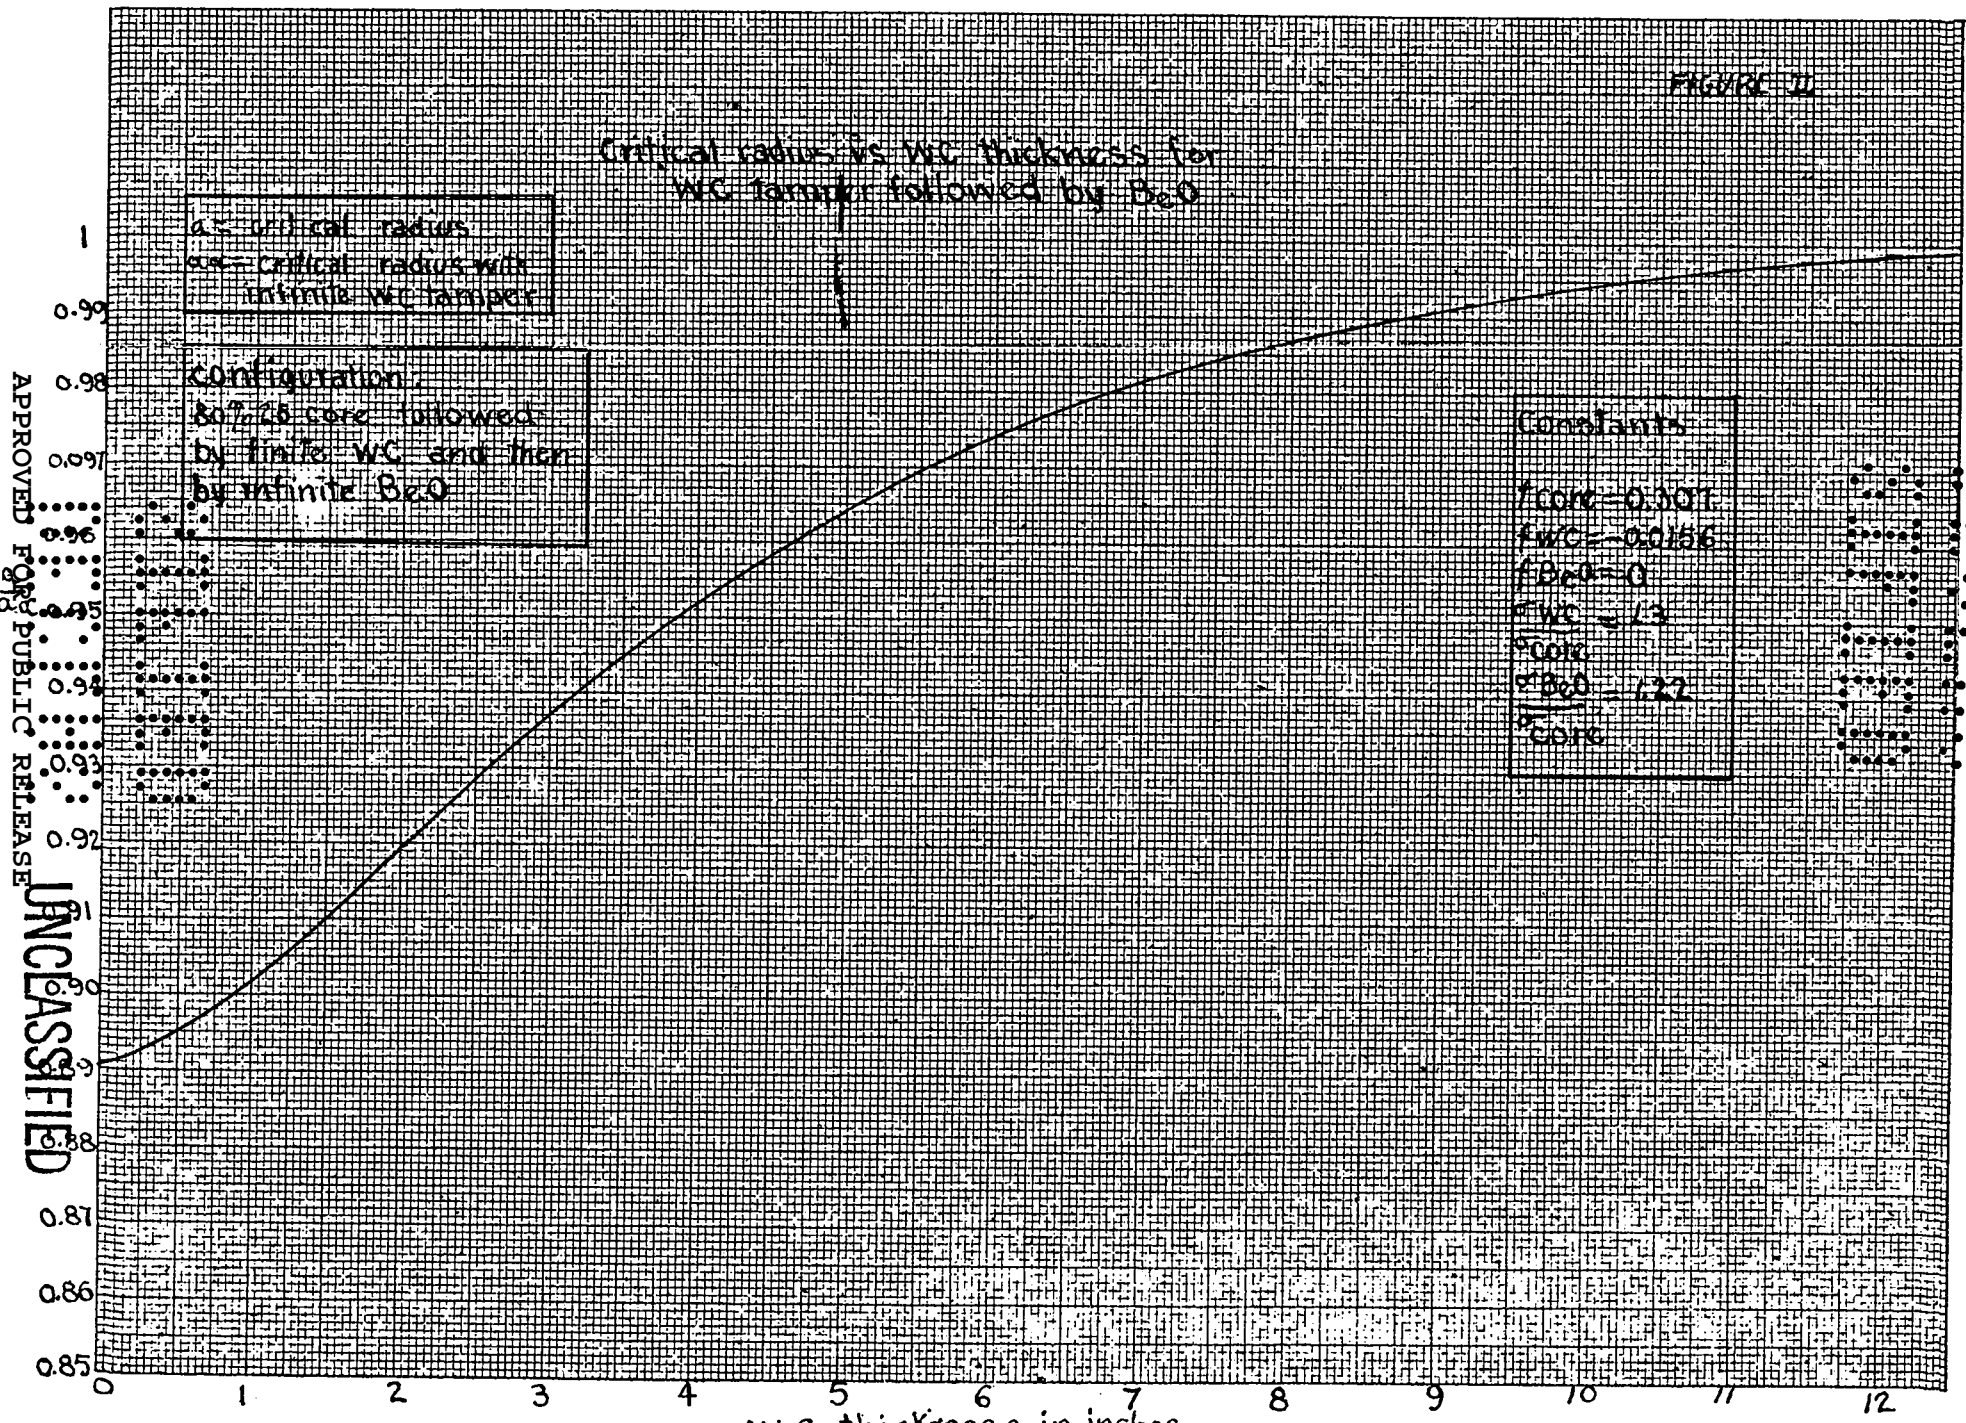 FIGURE II
Critical radius vs WC thickness for
WC tamper followed by BeO
a = critical radius
a∞ = critical radius with
infinite WC tamper
configuration:
80% 25 core followed
by finite WC and then
by infinite BeO
Constants
f core = 0.307
f WC = -0.0156
f BeO = 0
σ WC = 1.3
σ core
σ BeO = 1.22
σ core
1
0.99
0.98
0.097
0.96
0.95
0.94
0.93
0.92
0.91
0.90
0.89
0.88
0.87
0.86
0.85
0 1 2 3 4 5 6 7 8 9 10 11 12
thickness in inches
APPROVED FOR PUBLIC RELEASE
UNCLASSIFIED